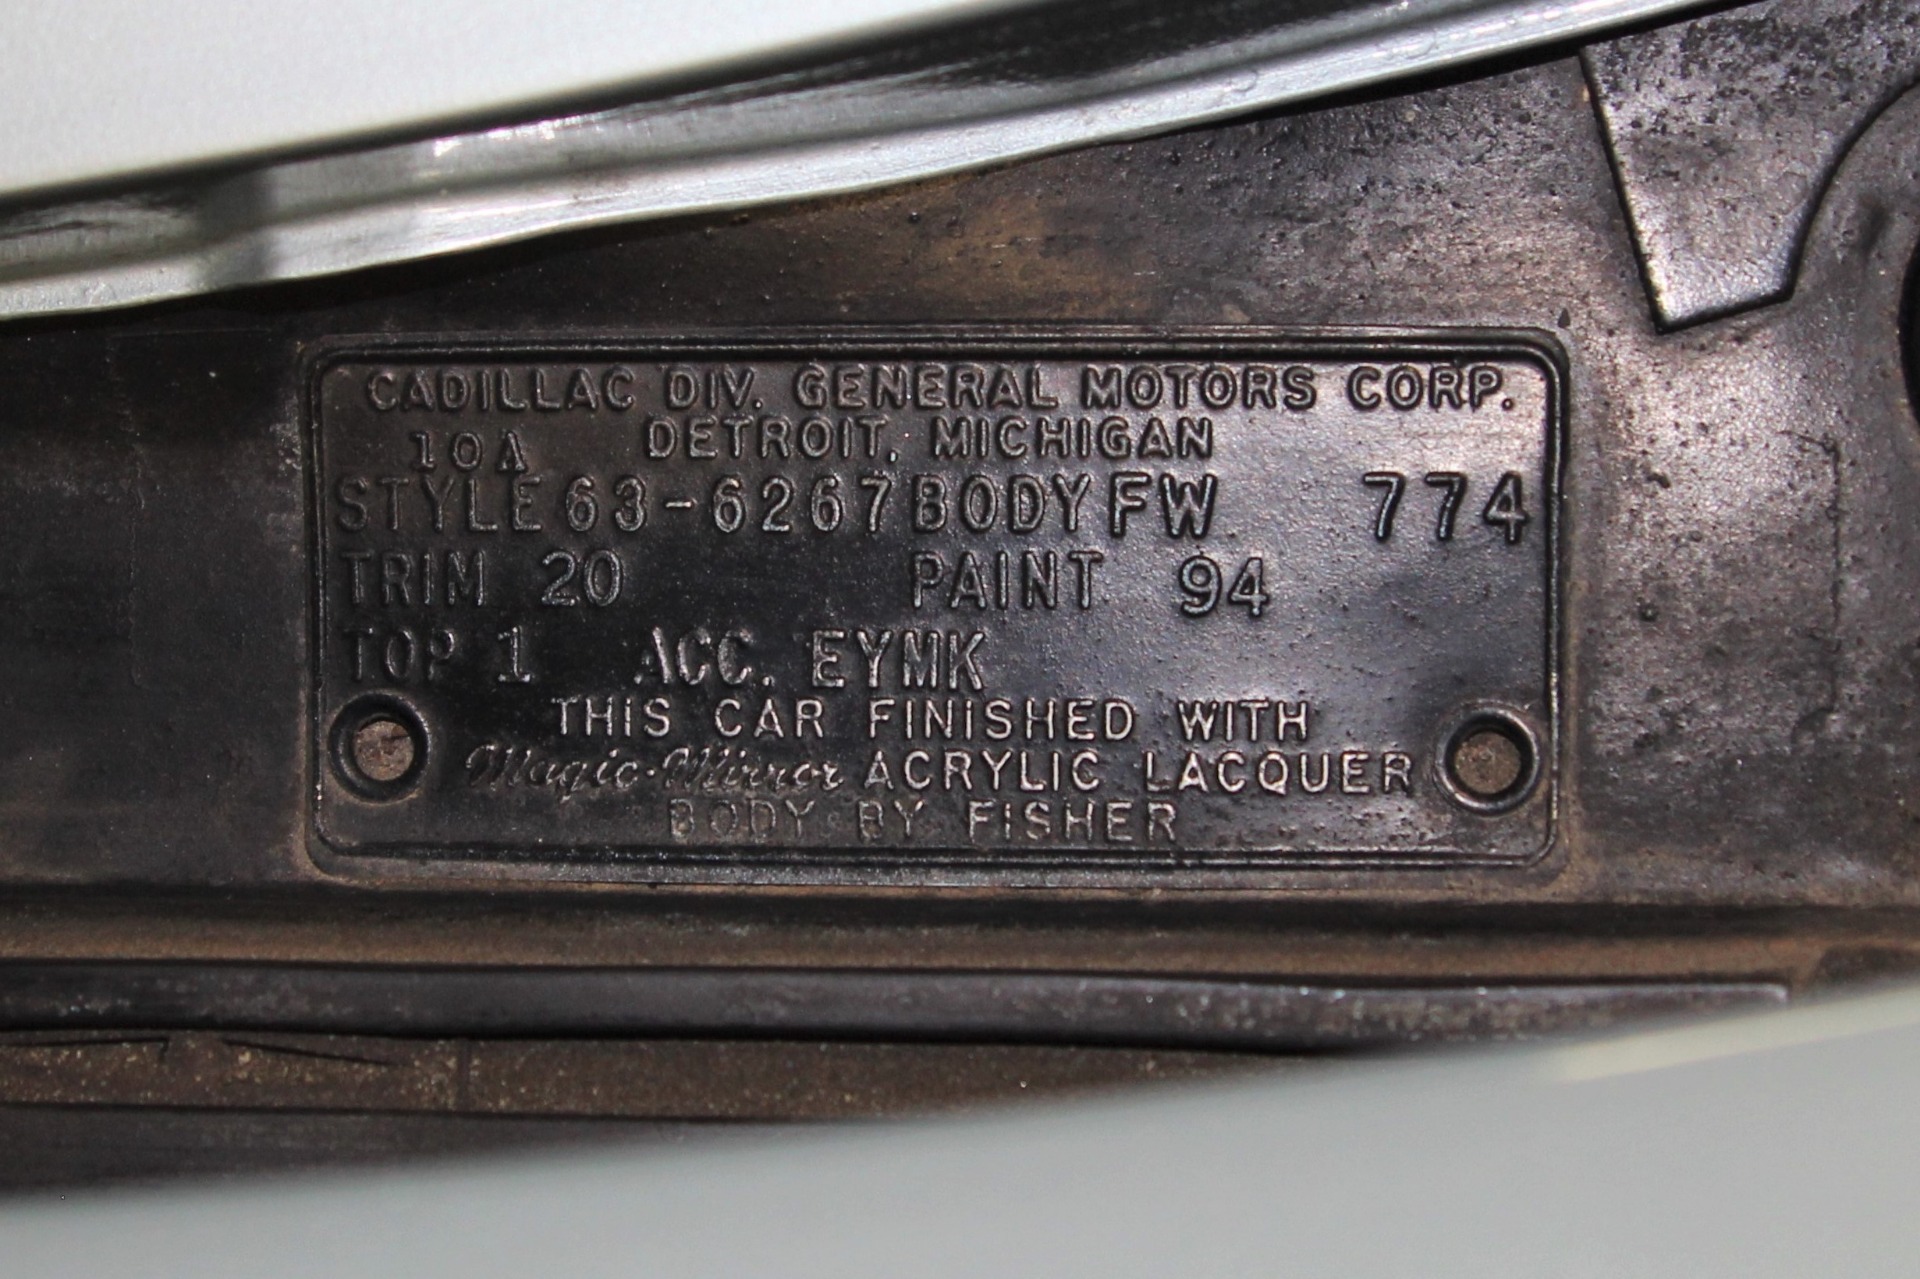 CADILLAC DIV. GENERAL MOTORS CORP.
10A DETROIT, MICHIGAN
STYLE 63-6267 BODY FW 774
TRIM 20 PAINT 94
TOP 1 ACC. EYMK
THIS CAR FINISHED WITH
Magic-Mirror ACRYLIC LACQUER
BODY BY FISHER